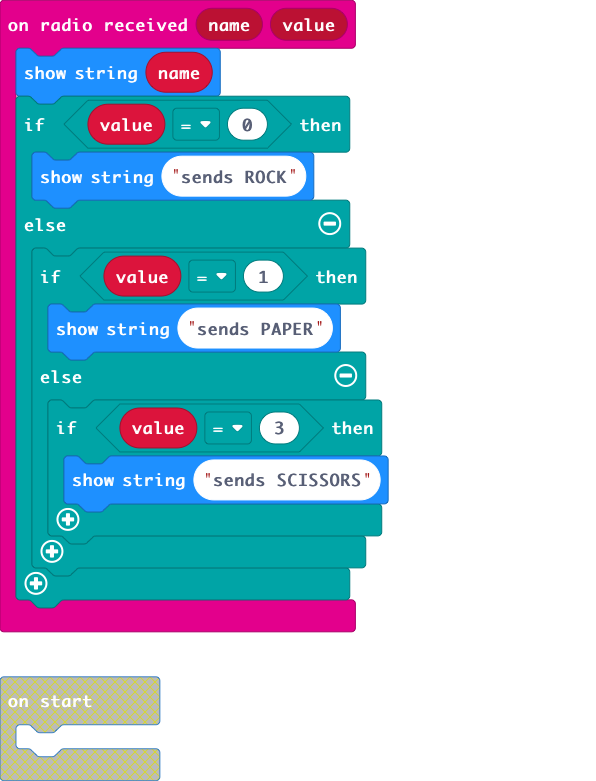 on radio received name value
show string name
if value = 0 then
show string "sends ROCK"
else
if value = 1 then
show string "sends PAPER"
else
if value = 3 then
show string "sends SCISSORS"
on start